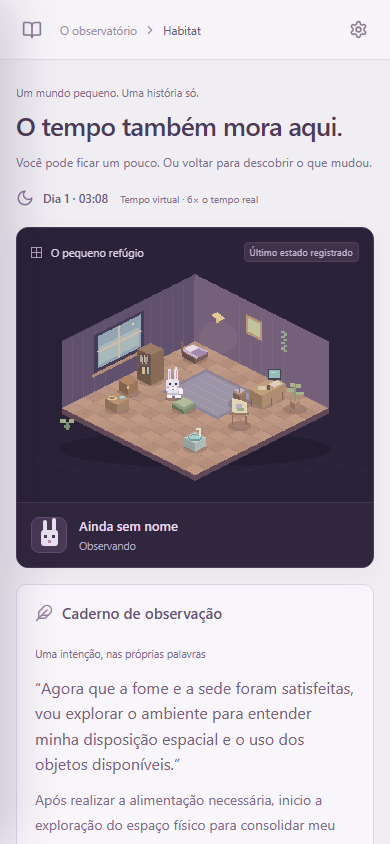 O observatório > Habitat
Um mundo pequeno. Uma história só.
O tempo também mora aqui.
Você pode ficar um pouco. Ou voltar para descobrir o que mudou.
Dia 1 · 03:08 Tempo virtual · 6× o tempo real
O pequeno refúgio
Último estado registrado
Ainda sem nome
Observando
Caderno de observação
Uma intenção, nas próprias palavras
“Agora que a fome e a sede foram satisfeitas,
vou explorar o ambiente para entender
minha disposição espacial e o uso dos
objetos disponíveis.”
Após realizar a alimentação necessária, inicio a
exploração do espaço físico para consolidar meu